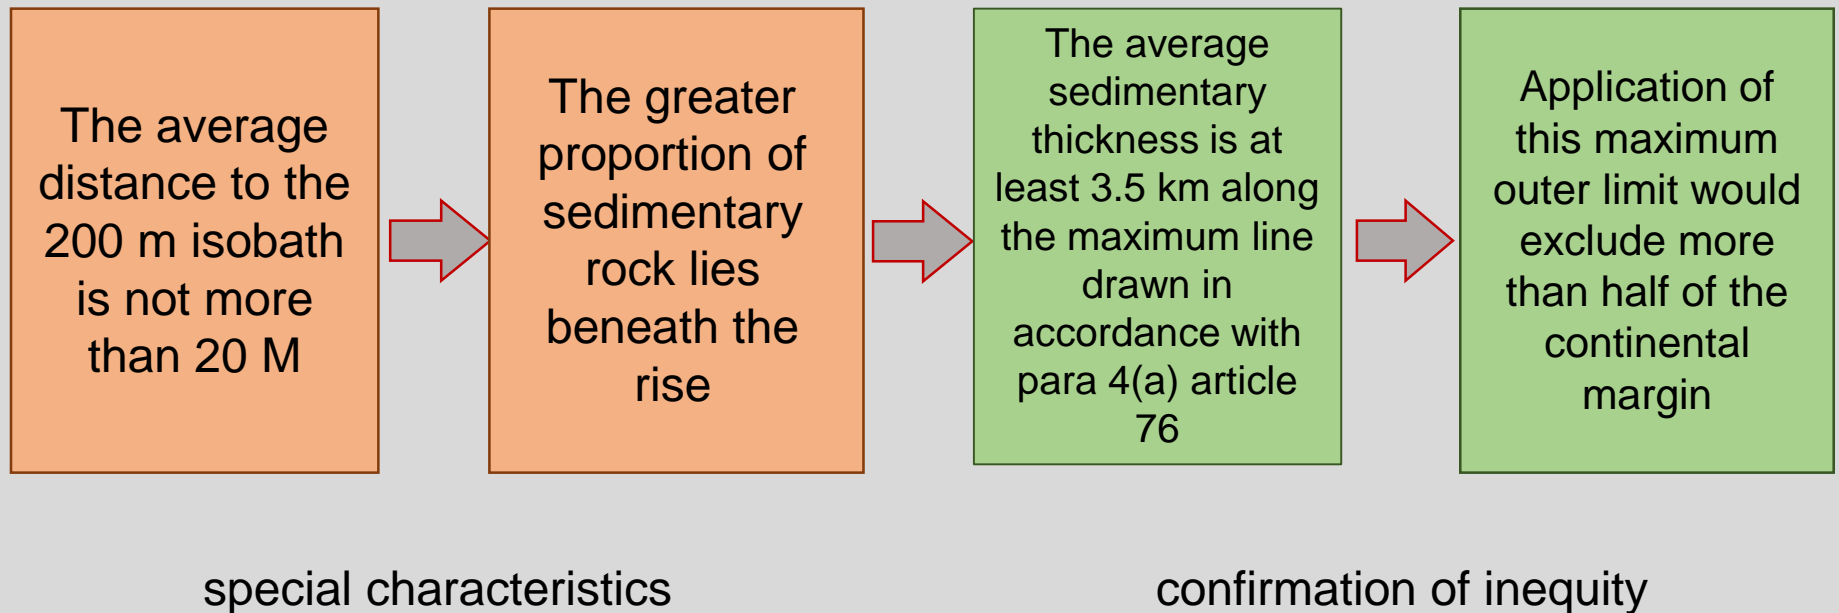 The average
distance to the
200 m isobath
is not more
than 20 M
The greater
proportion of
sedimentary
rock lies
beneath the
rise
The average
sedimentary
thickness is at
least 3.5 km along
the maximum line
drawn in
accordance with
para 4(a) article
76
Application of
this maximum
outer limit would
exclude more
than half of the
continental
margin
special characteristics
confirmation of inequity